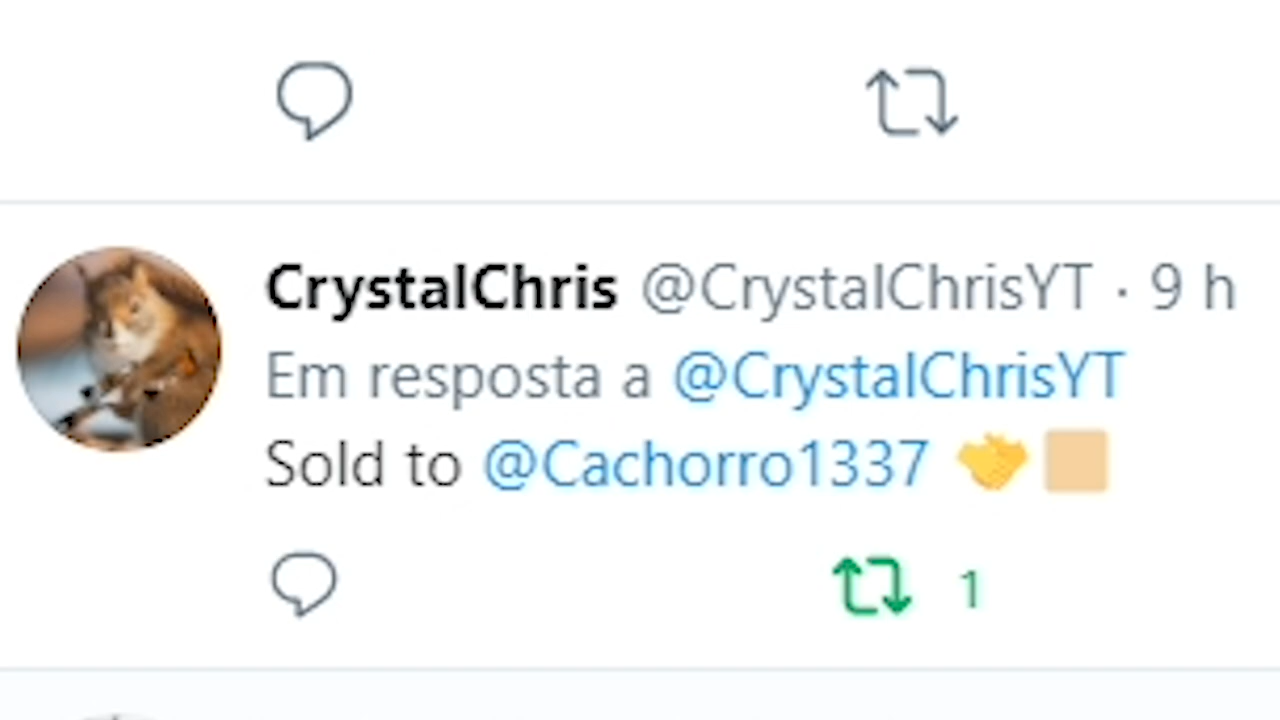 CrystalChris @CrystalChrisYT · 9 h
Em resposta a @CrystalChrisYT
Sold to @Cachorro1337 🤝🏼
1